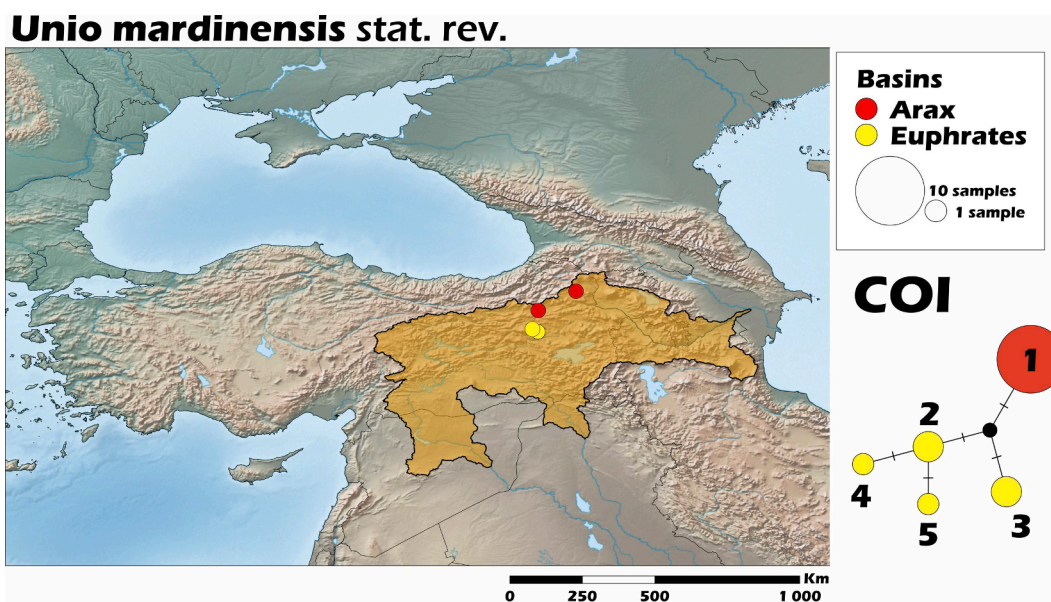 Unio mardinensis stat. rev.
Basins
Arax
Euphrates
10 samples
1 sample
COI
1
2
4
5
3
Km
0 250 500 1 000